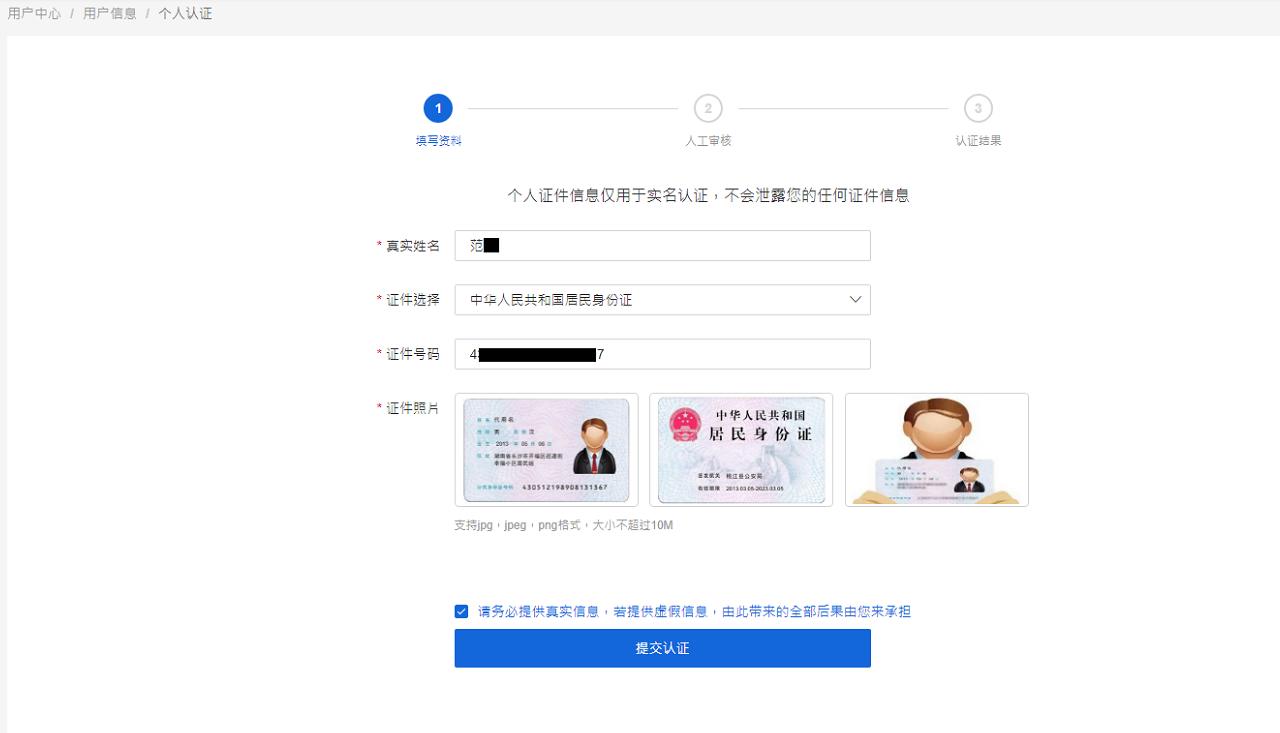 用户中心 / 用户信息 / 个人认证
1
2
3
填写资料
人工审核
认证结果
个人证件信息仅用于实名认证，不会泄露您的任何证件信息
* 真实姓名
范
* 证件选择
中华人民共和国居民身份证
* 证件号码
4 7
* 证件照片
姓 名 代用名
性 别 男 民 族 汉
出 生 2013 年 05 月 06 日
住 址 湖南省长沙市开福区巡道街
幸福小区居民组
公民身份证号码 430512198908131367
中华人民共和国
居民身份证
签发机关 枪江县公安局
有效期限 2013.03.05-2023.03.05
支持jpg，jpeg，png格式，大小不超过10M
请务必提供真实信息，若提供虚假信息，由此带来的全部后果由您来承担
提交认证